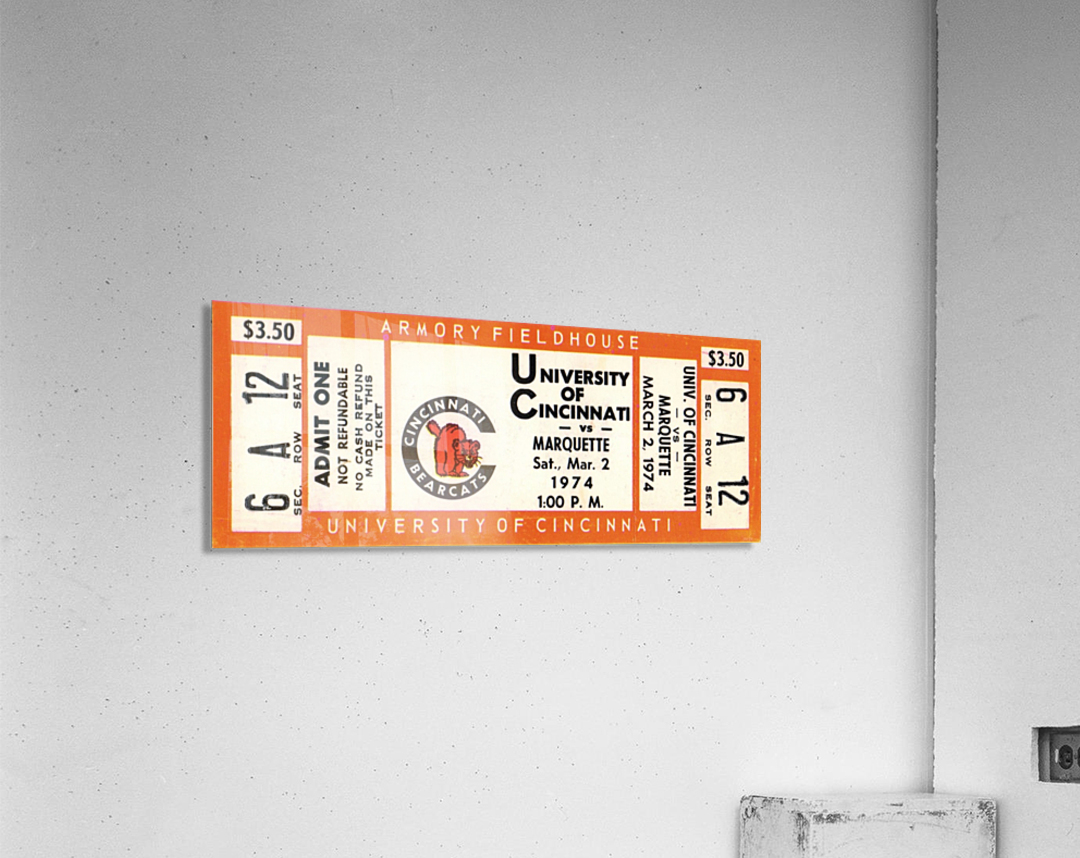 ARMORY FIELDHOUSE
$3.50
6 A 12
SEC. ROW SEAT
ADMIT ONE
NOT REFUNDABLE
NO CASH REFUND
MADE ON THIS
TICKET
CINCINNATI
BEARCATS
UNIVERSITY
OF
CINCINNATI
— VS —
MARQUETTE
Sat., Mar. 2
1974
1:00 P. M.
UNIV. OF CINCINNATI
— VS —
MARQUETTE
MARCH 2, 1974
$3.50
6 A 12
SEC. ROW SEAT
UNIVERSITY OF CINCINNATI